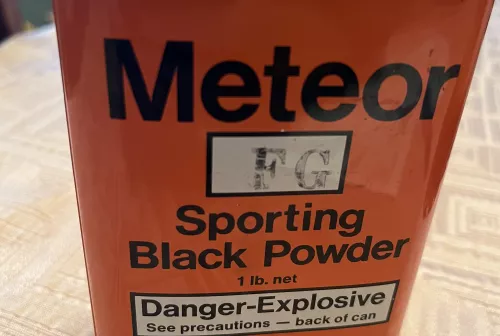 Meteor
FG
Sporting
Black Powder
1 lb. net
Danger-Explosive
See precautions — back of can